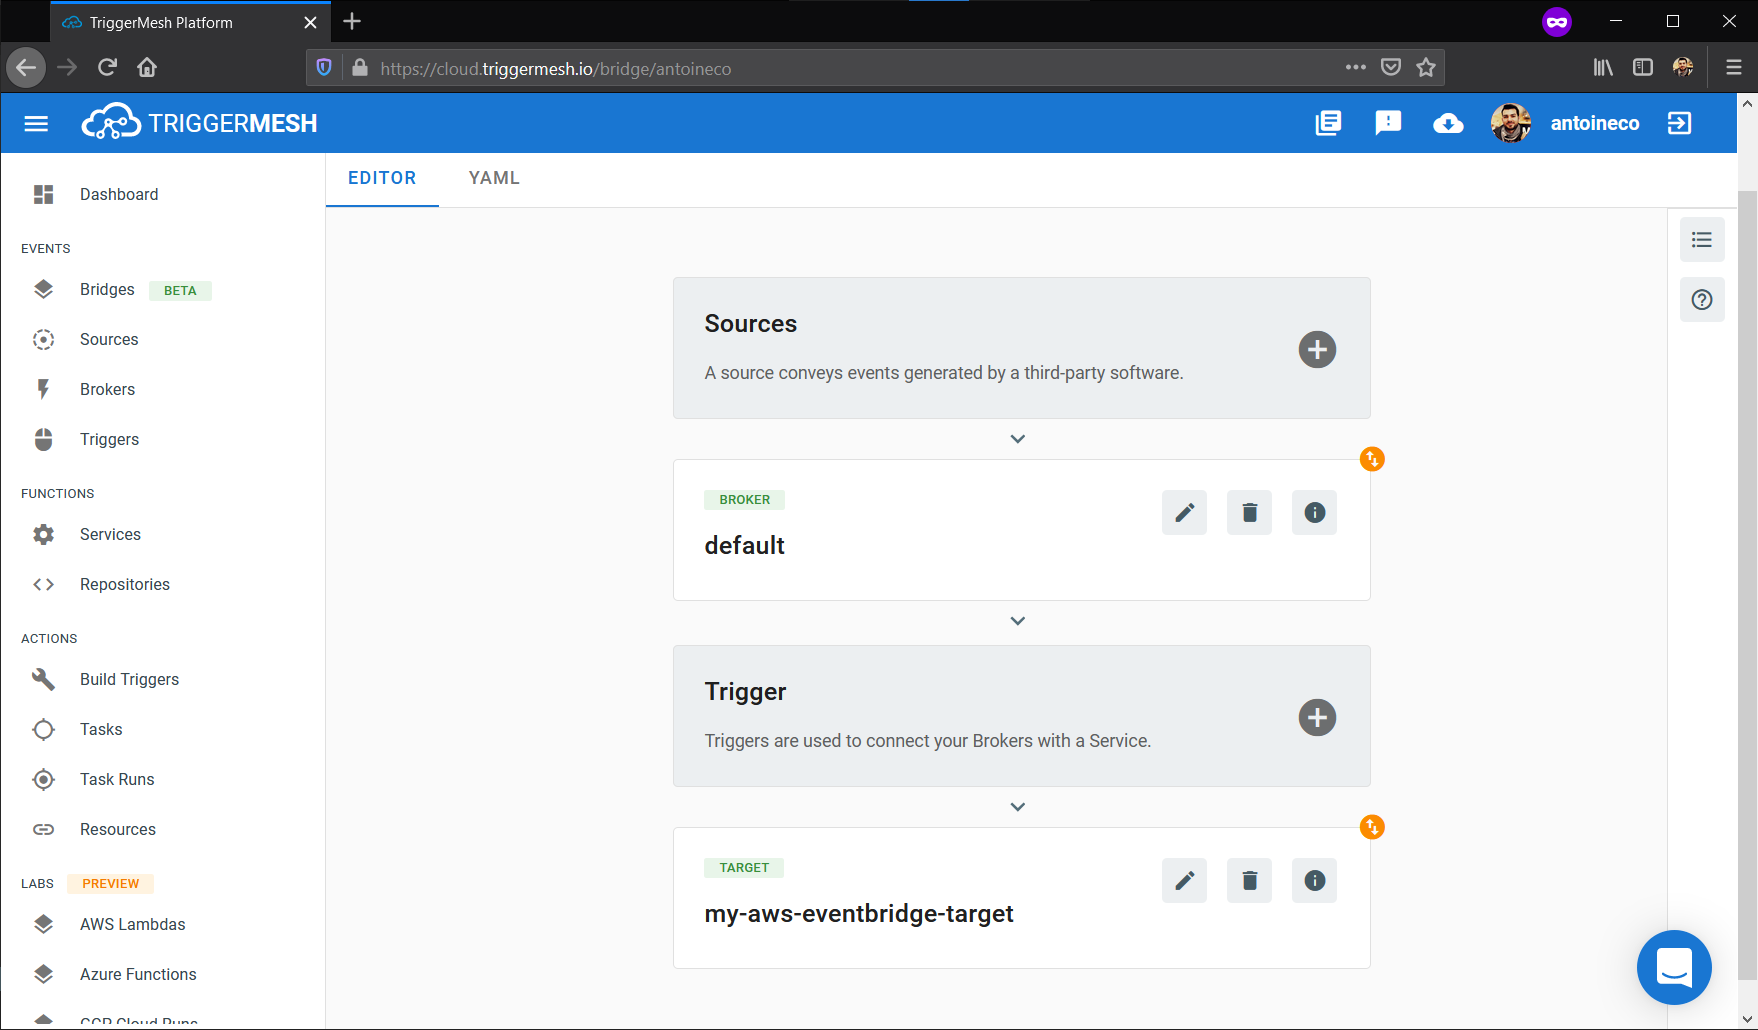 TriggerMesh Platform
https://cloud.triggermesh.io/bridge/antoineco
TRIGGERMESH
antoineco
EDITOR
YAML
Dashboard
EVENTS
Bridges BETA
Sources
Brokers
Triggers
FUNCTIONS
Services
Repositories
ACTIONS
Build Triggers
Tasks
Task Runs
Resources
LABS PREVIEW
AWS Lambdas
Azure Functions
GCP Cloud Runs
Sources
A source conveys events generated by a third-party software.
BROKER
default
Trigger
Triggers are used to connect your Brokers with a Service.
TARGET
my-aws-eventbridge-target